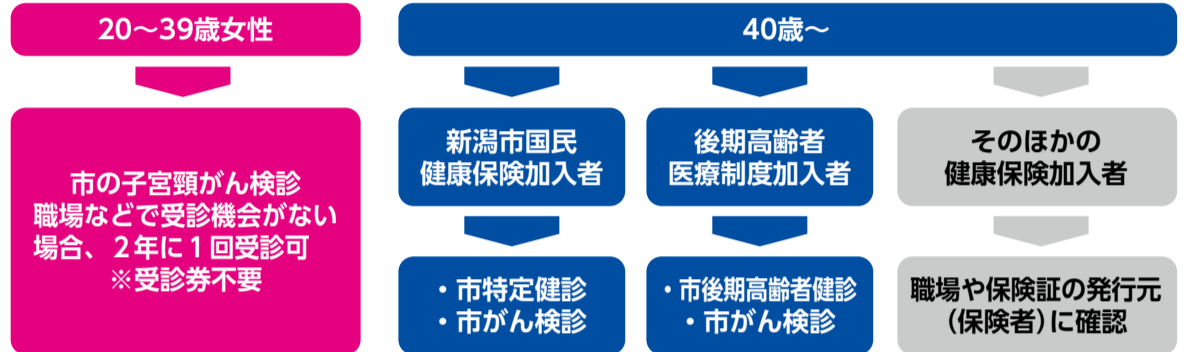 20～39歳女性
市の子宮頸がん検診
職場などで受診機会がない
場合、２年に１回受診可
※受診券不要
40歳～
新潟市国民
健康保険加入者
・市特定健診
・市がん検診
後期高齢者
医療制度加入者
・市後期高齢者健診
・市がん検診
そのほかの
健康保険加入者
職場や保険証の発行元
（保険者）に確認